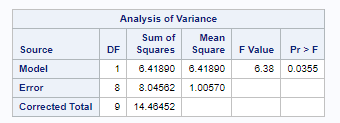 Analysis of Variance
Source DF Sum of Squares Mean Square F Value Pr > F
Model 1 6.41890 6.41890 6.38 0.0355
Error 8 8.04562 1.00570
Corrected Total 9 14.46452